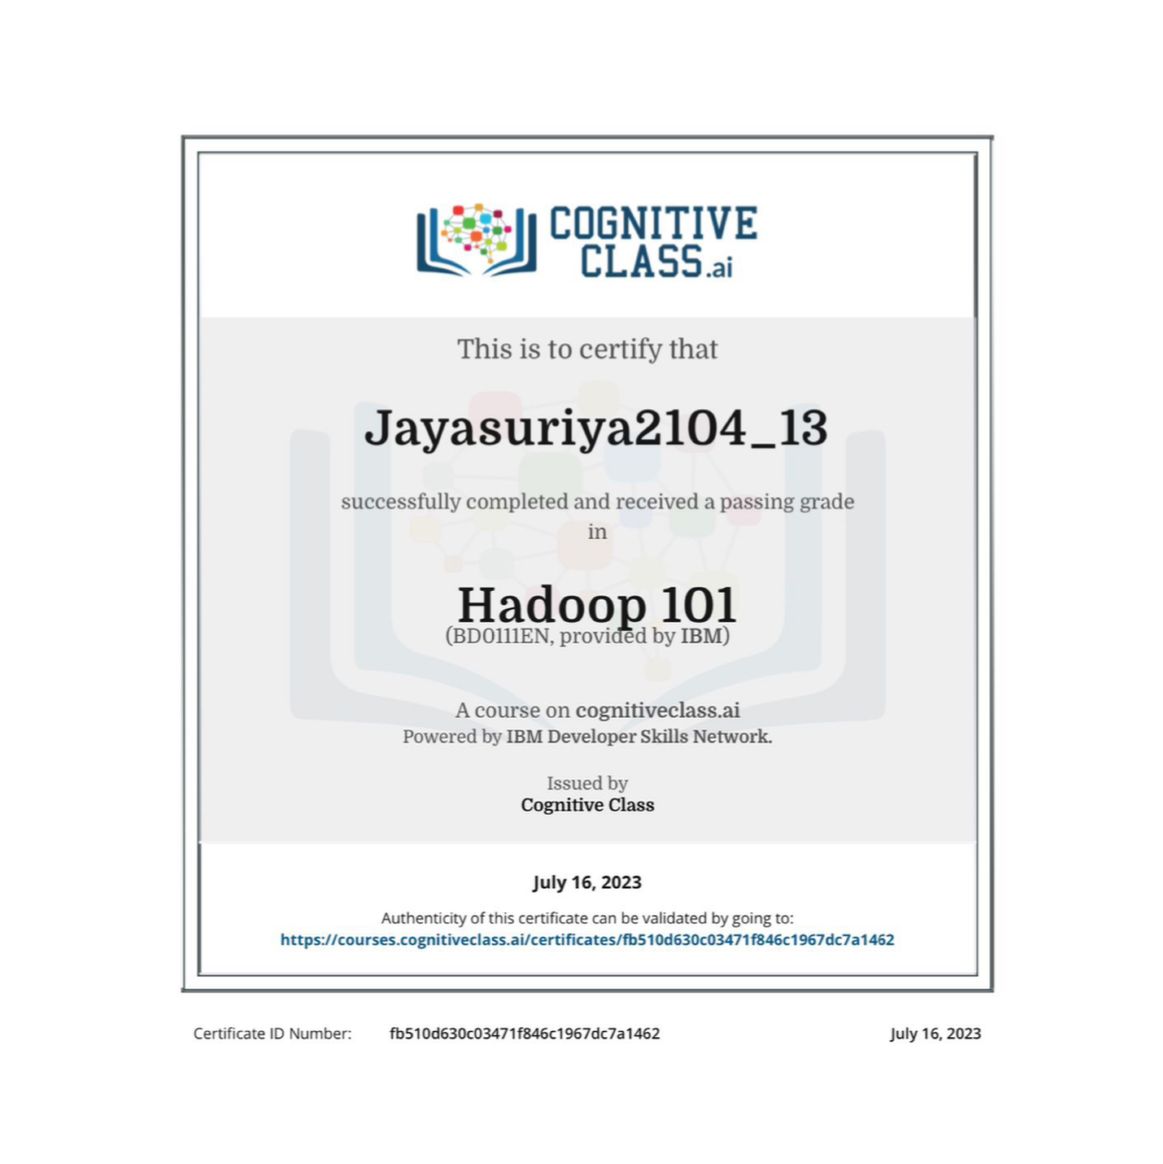 COGNITIVE
CLASS.ai
This is to certify that
Jayasuriya2104_13
successfully completed and received a passing grade
in
Hadoop 101
(BD0111EN, provided by IBM)
A course on cognitiveclass.ai
Powered by IBM Developer Skills Network.
Issued by
Cognitive Class
July 16, 2023
Authenticity of this certificate can be validated by going to:
https://courses.cognitiveclass.ai/certificates/fb510d630c03471f846c1967dc7a1462
Certificate ID Number: fb510d630c03471f846c1967dc7a1462 July 16, 2023